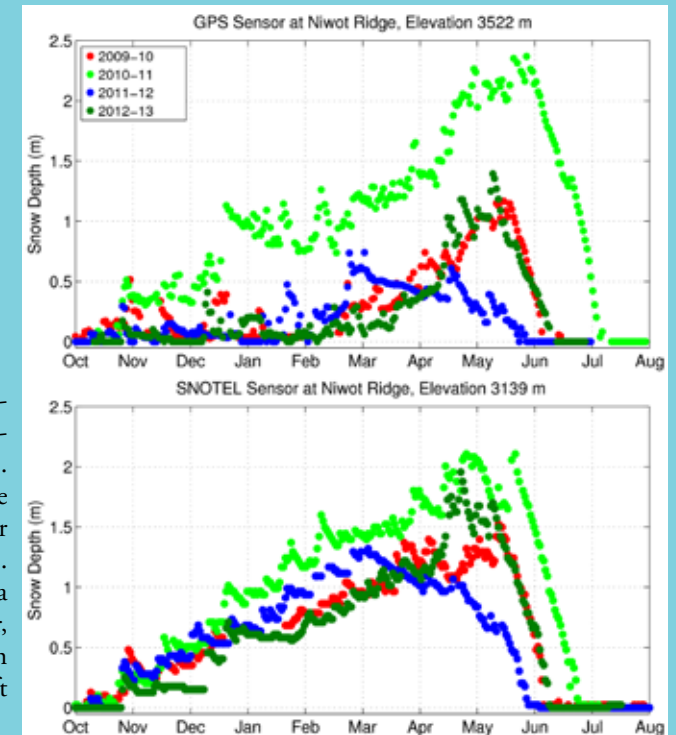 GPS Sensor at Niwot Ridge, Elevation 3522 m
2.5
2
1.5
1
0.5
0
Snow Depth (m)
2009-10
2010-11
2011-12
2012-13
Oct Nov Dec Jan Feb Mar Apr May Jun Jul Aug
SNOTEL Sensor at Niwot Ridge, Elevation 3139 m
2.5
2
1.5
1
0.5
0
Snow Depth (m)
Oct Nov Dec Jan Feb Mar Apr May Jun Jul Aug